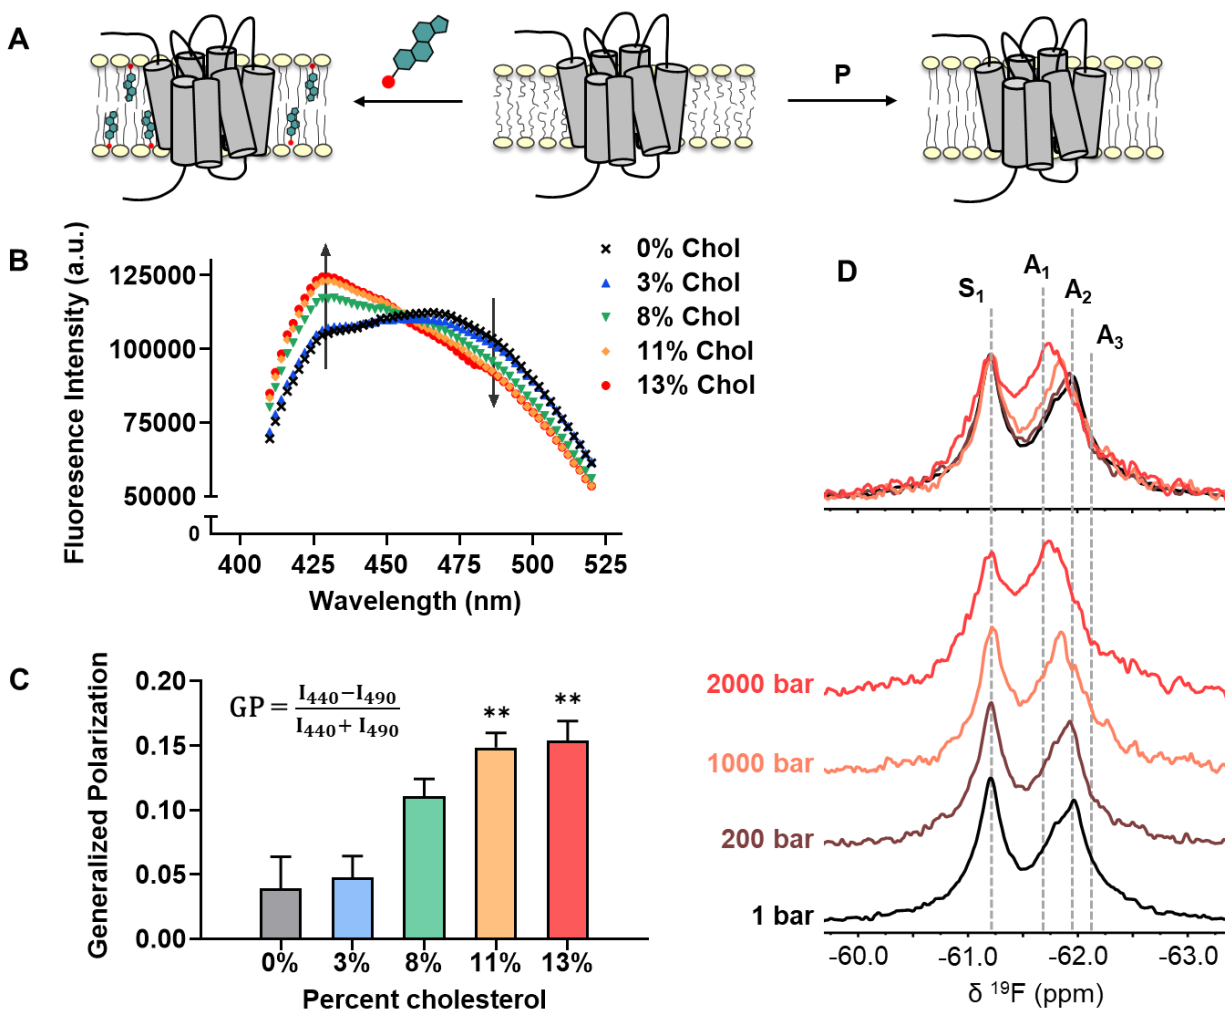 A
P
B
Fluoresence Intensity (a.u.)
125000
100000
75000
50000
0
400
425
450
475
500
525
Wavelength (nm)
0% Chol
3% Chol
8% Chol
11% Chol
13% Chol
C
Generalized Polarization
0.20
0.15
0.10
0.05
0.00
GP = I440−I490 / I440+ I490
**
**
0%
3%
8%
11%
13%
Percent cholesterol
D
S1
A1
A2
A3
2000 bar
1000 bar
200 bar
1 bar
-60.0
-61.0
-62.0
-63.0
δ 19F (ppm)